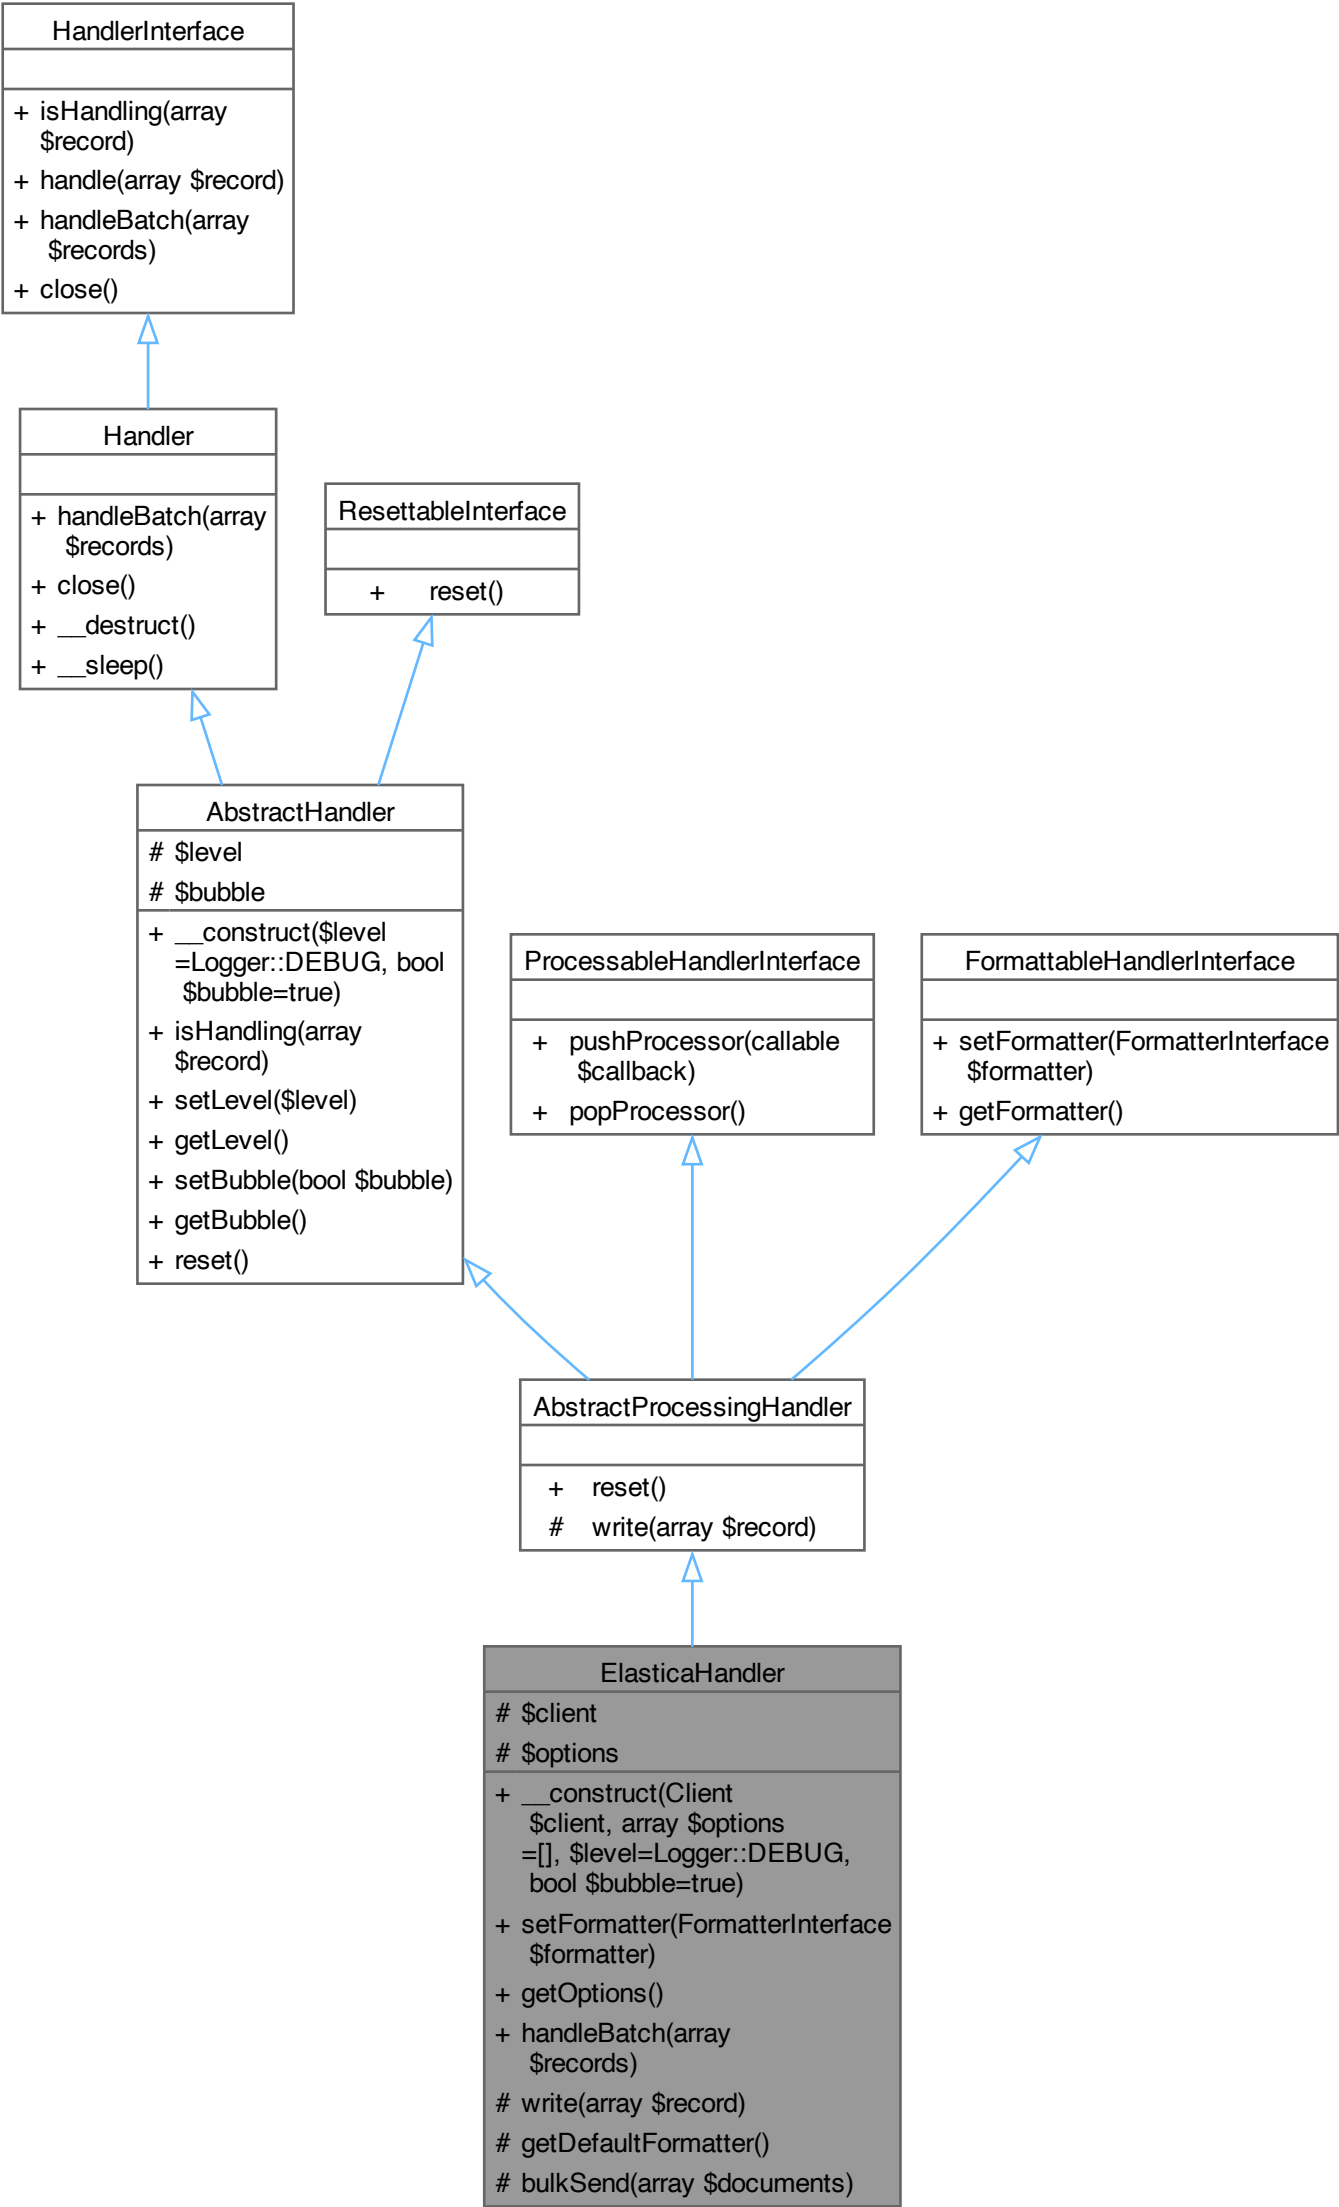 HandlerInterface
+ isHandling(array
$record)
+ handle(array $record)
+ handleBatch(array
$records)
+ close()
Handler
+ handleBatch(array
$records)
+ close()
+ __destruct()
+ __sleep()
ResettableInterface
+ reset()
AbstractHandler
# $level
# $bubble
+ __construct($level
=Logger::DEBUG, bool
$bubble=true)
+ isHandling(array
$record)
+ setLevel($level)
+ getLevel()
+ setBubble(bool $bubble)
+ getBubble()
+ reset()
ProcessableHandlerInterface
+ pushProcessor(callable
$callback)
+ popProcessor()
FormattableHandlerInterface
+ setFormatter(FormatterInterface
$formatter)
+ getFormatter()
AbstractProcessingHandler
+ reset()
# write(array $record)
ElasticaHandler
# $client
# $options
+ __construct(Client
$client, array $options
=[], $level=Logger::DEBUG,
bool $bubble=true)
+ setFormatter(FormatterInterface
$formatter)
+ getOptions()
+ handleBatch(array
$records)
# write(array $record)
# getDefaultFormatter()
# bulkSend(array $documents)